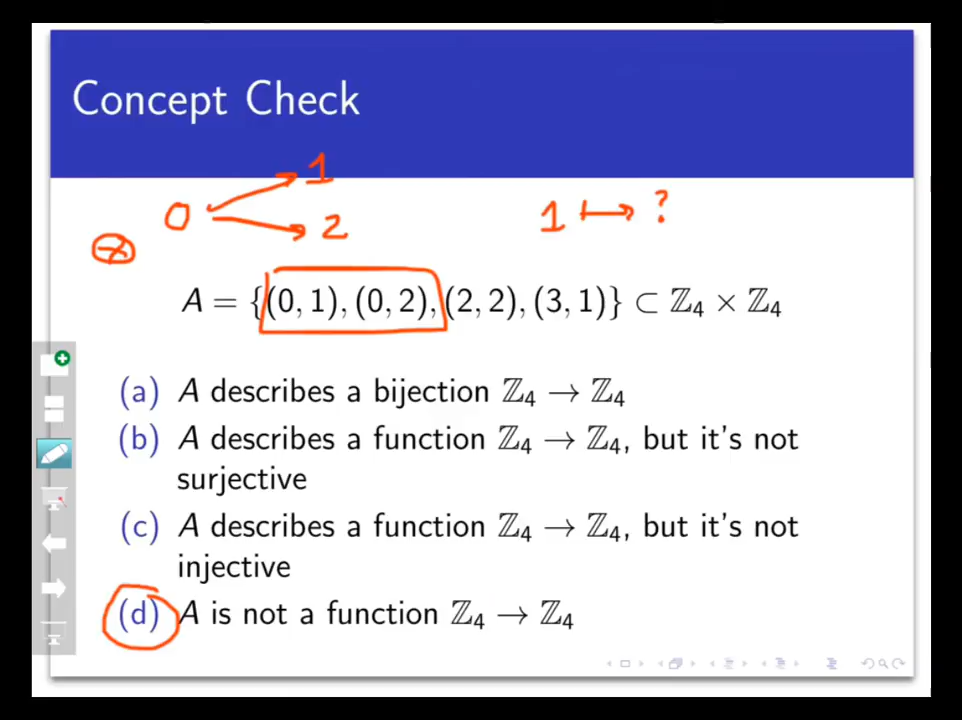 Concept Check
0 → 1
→ 2
1 ↦ ?
A = {(0, 1), (0, 2), (2, 2), (3, 1)} ⊂ ℤ₄ × ℤ₄
(a) A describes a bijection ℤ₄ → ℤ₄
(b) A describes a function ℤ₄ → ℤ₄, but it's not
surjective
(c) A describes a function ℤ₄ → ℤ₄, but it's not
injective
(d) A is not a function ℤ₄ → ℤ₄